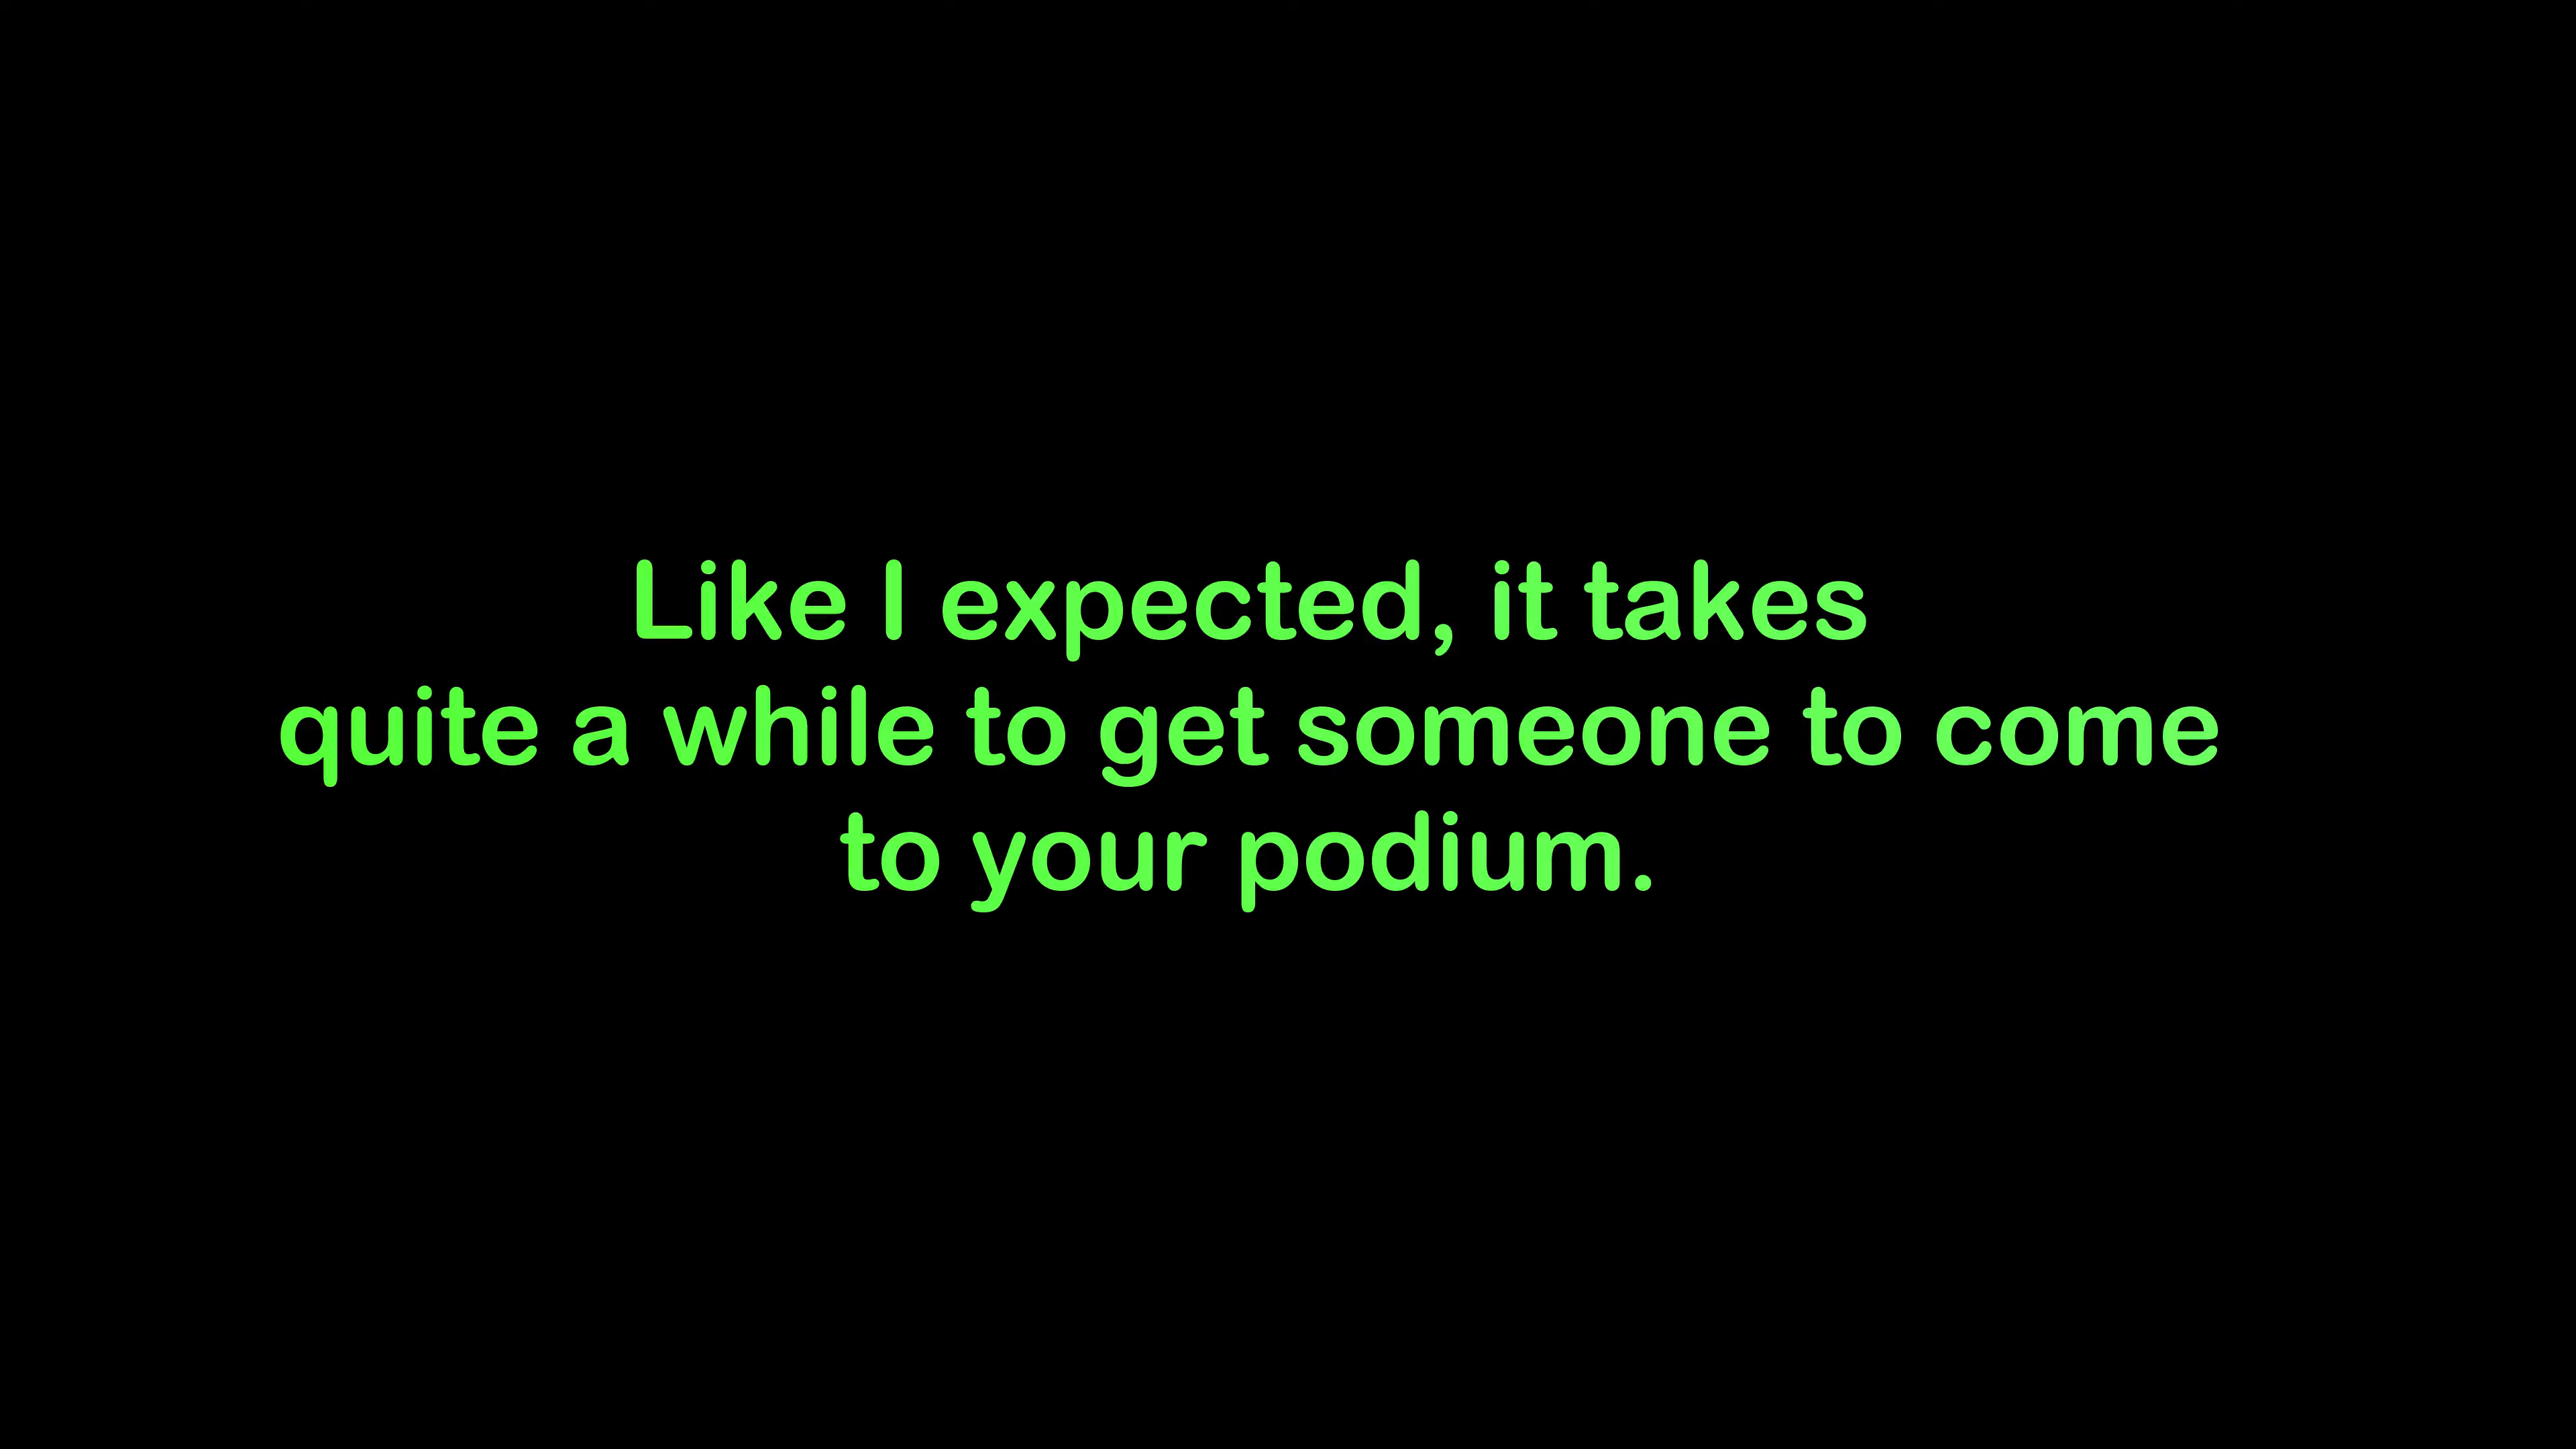 Like I expected, it takes
quite a while to get someone to come
to your podium.